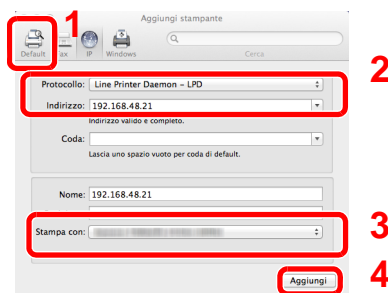 1
Aggiungi stampante
Default Fax IP Windows Cerca
2
Protocollo: Line Printer Daemon – LPD
Indirizzo: 192.168.48.21
Indirizzo valido e completo.
Coda:
Lascia uno spazio vuoto per coda di default.
Nome: 192.168.48.21
Stampa con:
3
Aggiungi
4